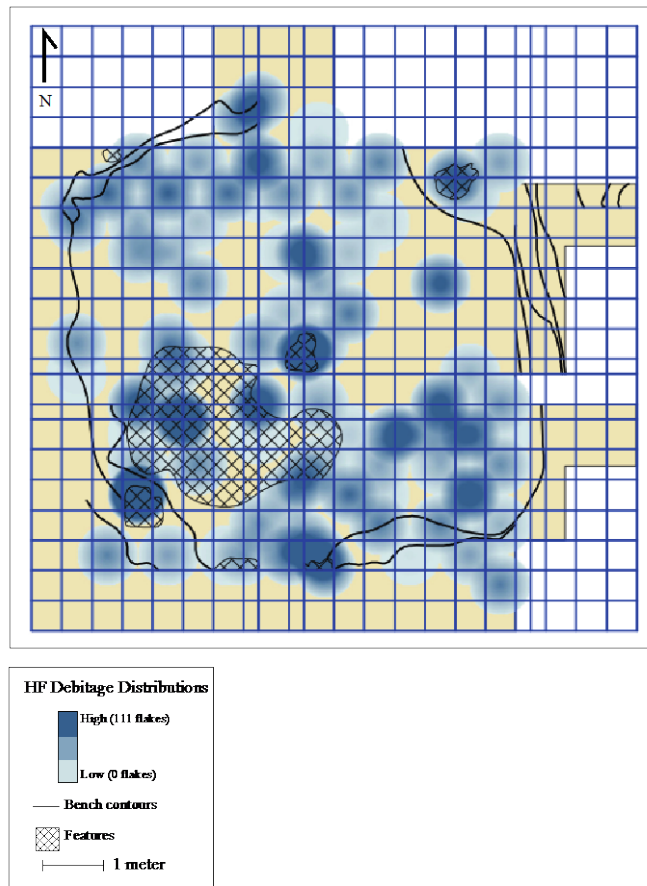 N
HF Debitage Distributions
High (111 flakes)
Low (0 flakes)
Bench contours
Features
1 meter